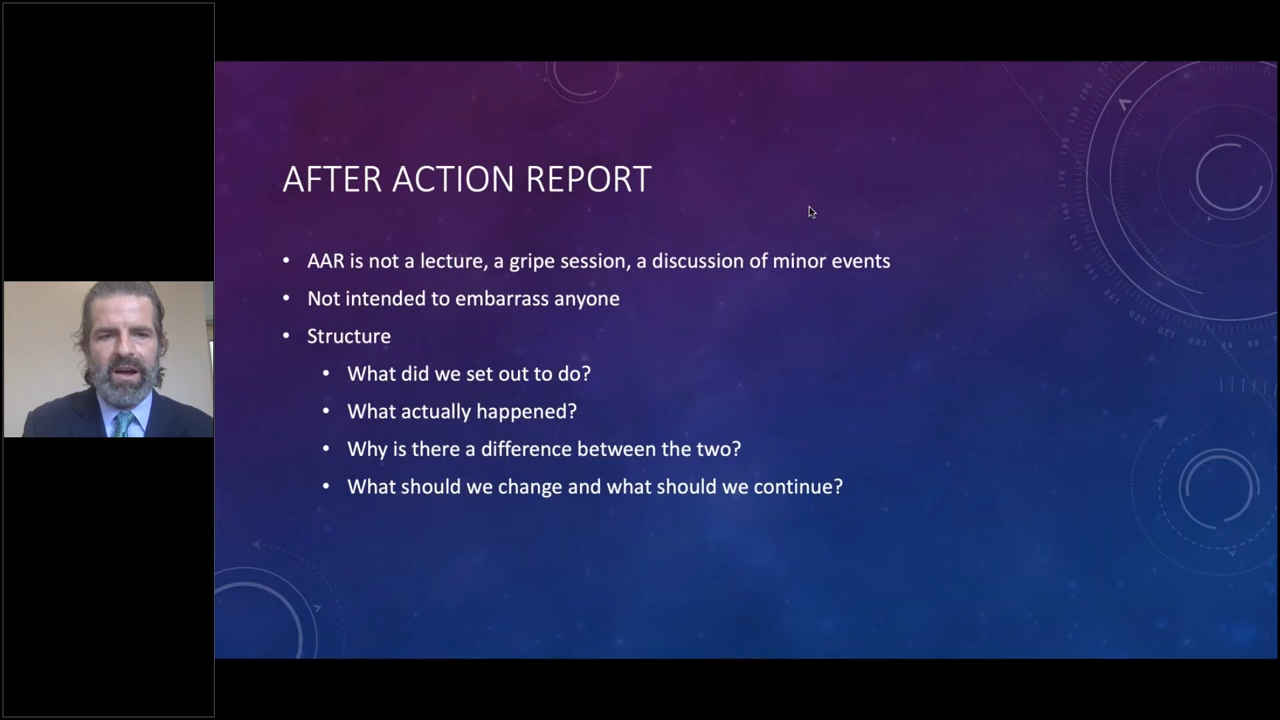 AFTER ACTION REPORT
• AAR is not a lecture, a gripe session, a discussion of minor events
• Not intended to embarrass anyone
• Structure
• What did we set out to do?
• What actually happened?
• Why is there a difference between the two?
• What should we change and what should we continue?